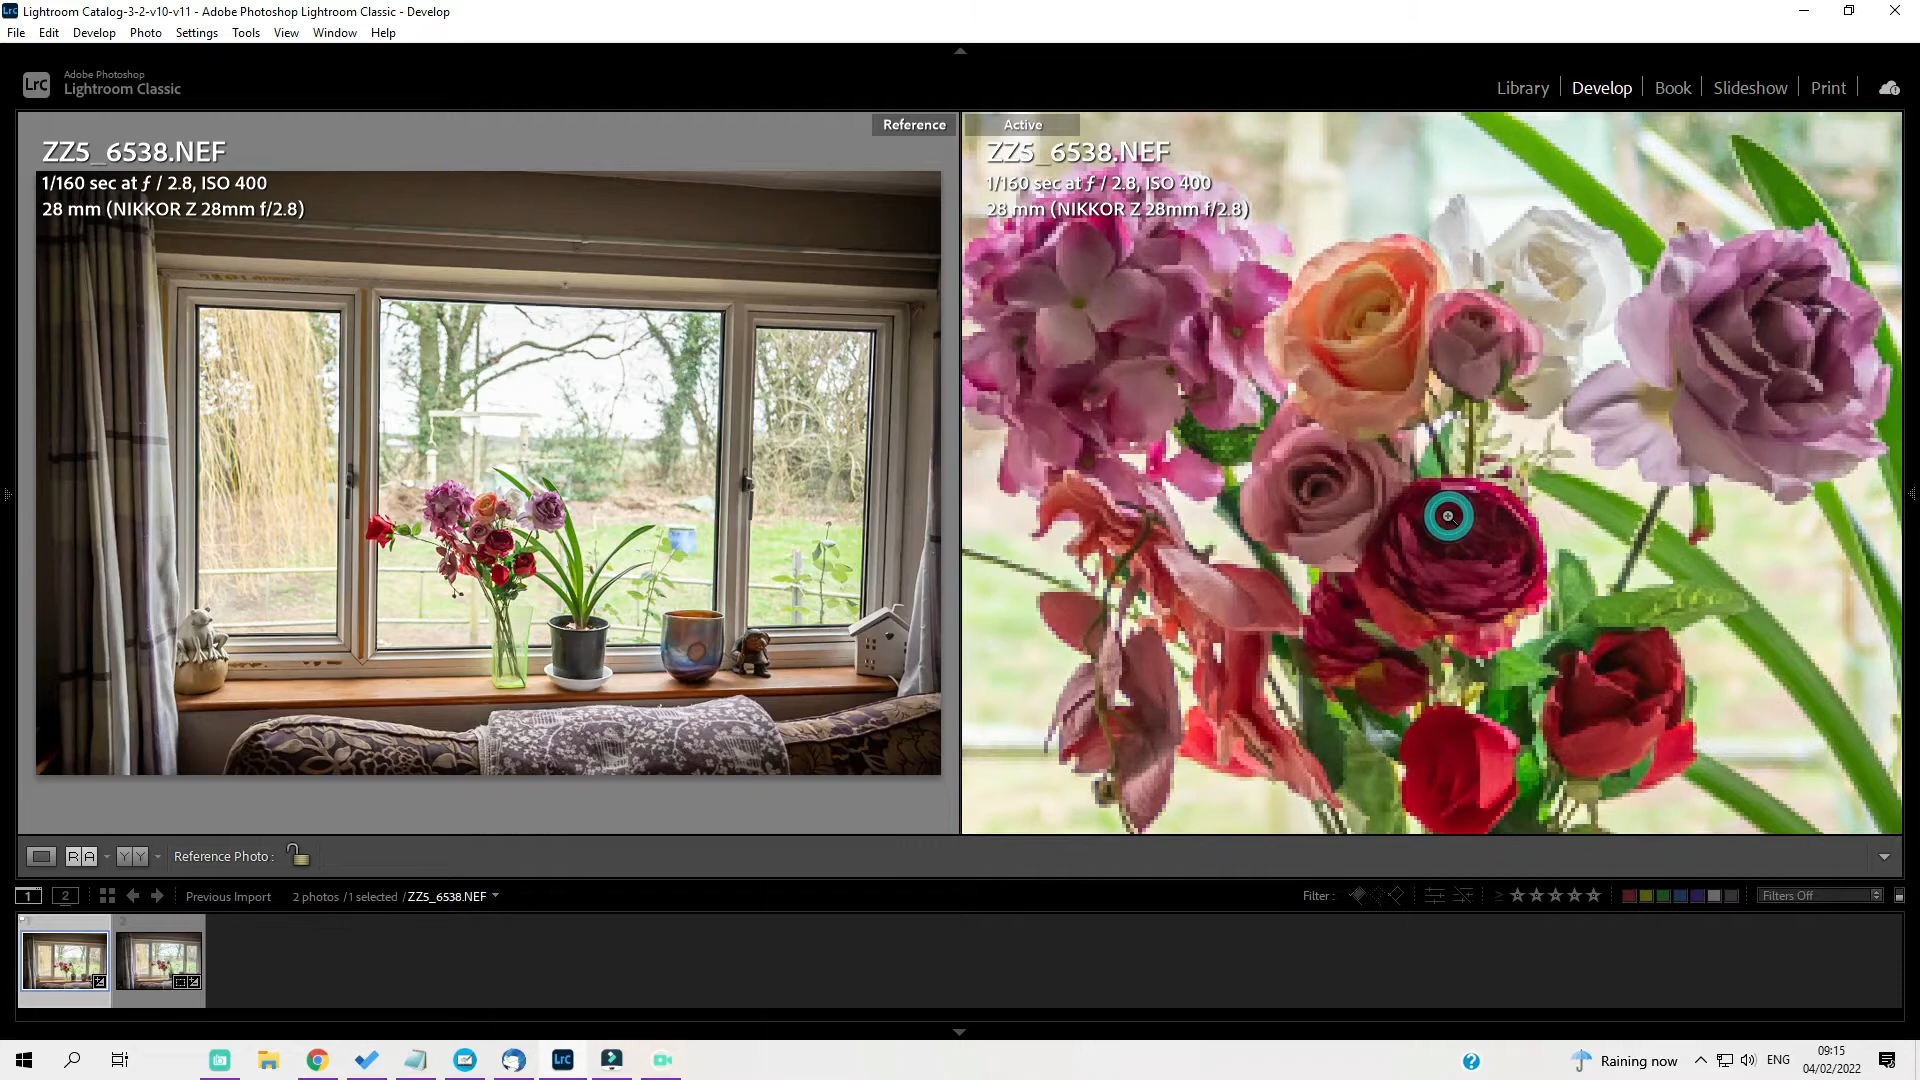 Lightroom Catalog-3-2-v10-v11 - Adobe Photoshop Lightroom Classic - Develop
File Edit Develop Photo Settings Tools View Window Help
Lrc Adobe Photoshop
Lightroom Classic
Library Develop Book Slideshow Print
Reference
Active
ZZ5_6538.NEF
1/160 sec at ƒ / 2.8, ISO 400
28 mm (NIKKOR Z 28mm f/2.8)
ZZ5_6538.NEF
1/160 sec at ƒ / 2.8, ISO 400
28 mm (NIKKOR Z 28mm f/2.8)
R A Y Y Reference Photo :
1 2 Previous Import 2 photos /1 selected /ZZ5_6538.NEF Filter : ≥ Filters Off
1 2
Lrc Raining now ENG 09:15
04/02/2022